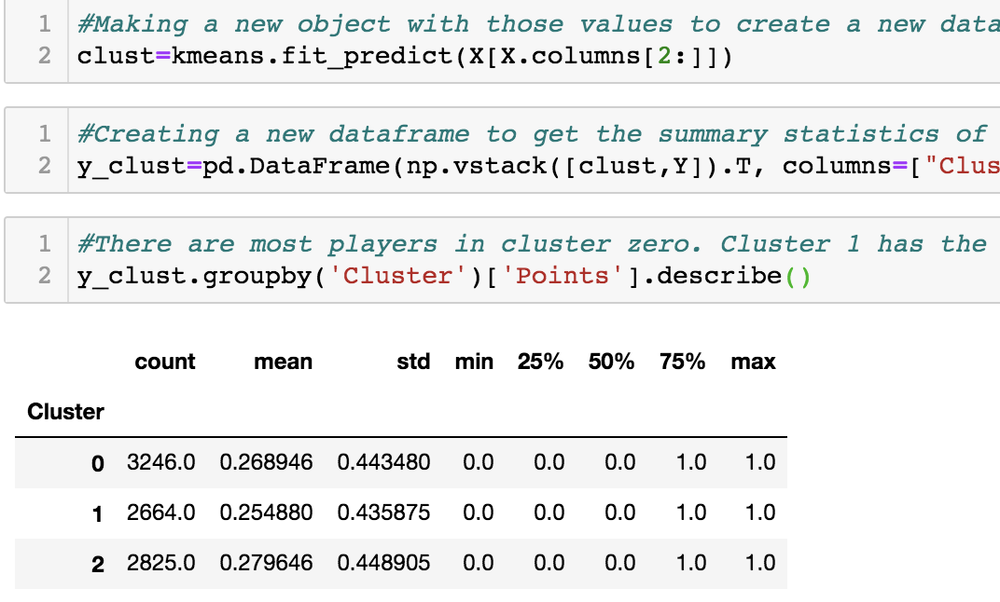 1 #Making a new object with those values to create a new data
2 clust=kmeans.fit_predict(X[X.columns[2:]])
1 #Creating a new dataframe to get the summary statistics of
2 y_clust=pd.DataFrame(np.vstack([clust,Y]).T, columns=["Clus
1 #There are most players in cluster zero. Cluster 1 has the
2 y_clust.groupby('Cluster')['Points'].describe()
count mean std min 25% 50% 75% max
Cluster
0 3246.0 0.268946 0.443480 0.0 0.0 0.0 1.0 1.0
1 2664.0 0.254880 0.435875 0.0 0.0 0.0 1.0 1.0
2 2825.0 0.279646 0.448905 0.0 0.0 0.0 1.0 1.0